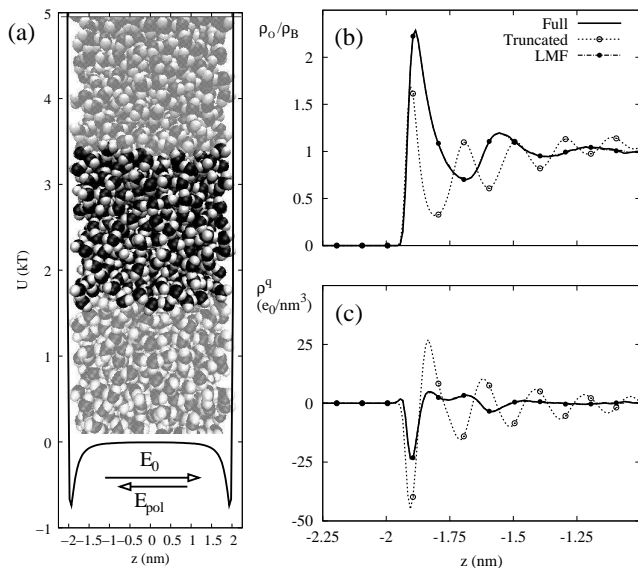 (a)
5
4
3
2
1
0
−1
U (kT)
E0
Epol
−2−1.5−1−0.5 0 0.5 1 1.5 2
z (nm)
ρO/ρB
(b)
Full
Truncated
LMF
2
1.5
1
0.5
0
ρq
(e0/nm3)
(c)
25
0
−25
−50
−2.25 −2 −1.75 −1.5 −1.25
z (nm)